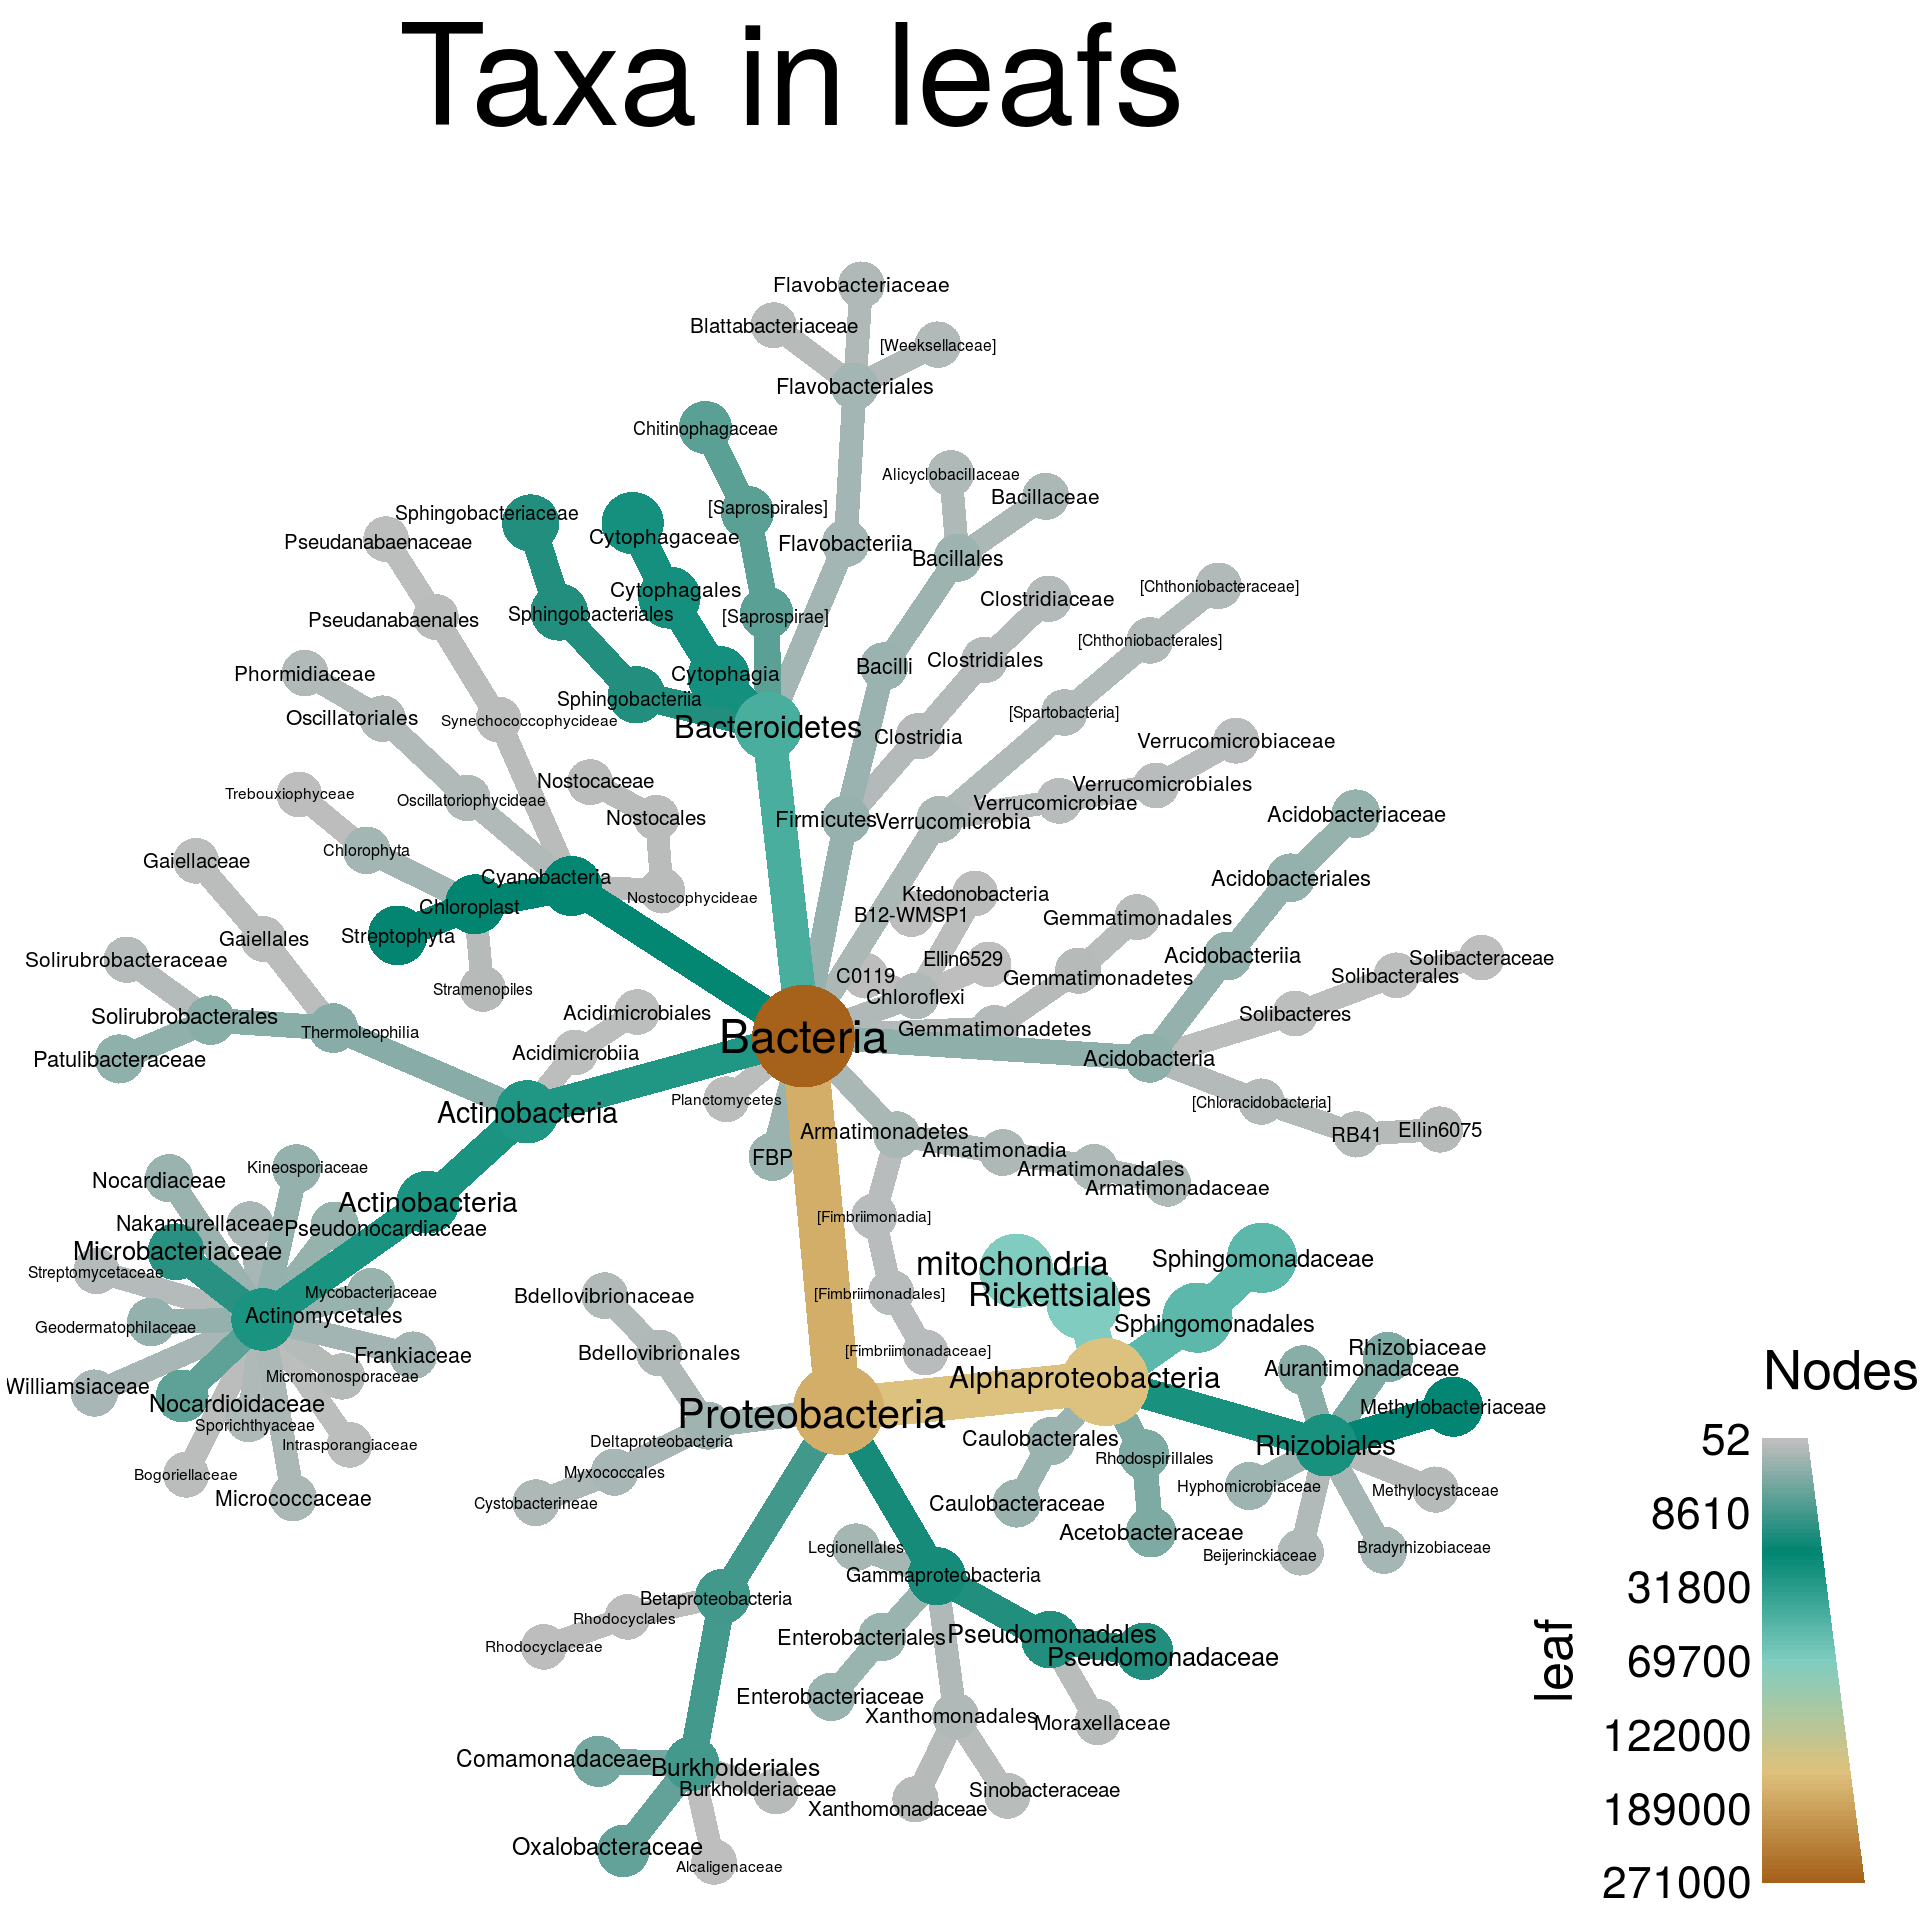 Taxa in leafs
Flavobacteriaceae
Blattabacteriaceae
[Weeksellaceae]
Flavobacteriales
Chitinophagaceae
Alicyclobacillaceae
Bacillaceae
Sphingobacteriaceae
[Saprospirales]
Cytophagaceae
Pseudanabaenaceae
Flavobacteriia
Bacillales
[Chthoniobacteraceae]
Cytophagales
Clostridiaceae
Sphingobacteriales
[Saprospirae]
Pseudanabaenales
[Chthoniobacterales]
Bacilli
Clostridiales
Phormidiaceae
Cytophagia
Sphingobacteriia
[Spartobacteria]
Oscillatoriales
Synechococcophycideae
Bacteroidetes
Clostridia
Verrucomicrobiaceae
Nostocaceae
Verrucomicrobiales
Trebouxiophyceae
Oscillatoriophycideae
Verrucomicrobiae
Nostocales
Firmicutes
Verrucomicrobia
Acidobacteriaceae
Chlorophyta
Gaiellaceae
Cyanobacteria
Acidobacteriales
Nostocophycideae
Ktedonobacteria
Chloroplast
B12-WMSP1
Gemmatimonadales
Streptophyta
Gaiellales
Solirubrobacteraceae
Ellin6529
Acidobacteriia
Solibacteraceae
C0119
Gemmatimonadetes
Solibacterales
Stramenopiles
Chloroflexi
Solirubrobacterales
Acidimicrobiales
Solibacteres
Thermoleophilia
Bacteria
Gemmatimonadetes
Patulibacteraceae
Acidimicrobiia
Acidobacteria
Planctomycetes
[Chloracidobacteria]
Actinobacteria
Armatimonadetes
RB41
Ellin6075
FBP
Armatimonadia
Armatimonadales
Armatimonadaceae
Nocardiaceae
Kineosporiaceae
Actinobacteria
Nakamurellaceae
Pseudonocardiaceae
[Fimbriimonadia]
Microbacteriaceae
Streptomycetaceae
mitochondria
Sphingomonadaceae
Mycobacteriaceae
Bdellovibrionaceae
[Fimbriimonadales]
Rickettsiales
Actinomycetales
Geodermatophilaceae
Sphingomonadales
Frankiaceae
Bdellovibrionales
[Fimbriimonadaceae]
Rhizobiaceae
Aurantimonadaceae
Micromonosporaceae
Williamsiaceae
Alphaproteobacteria
Nocardioidaceae
Proteobacteria
Methylobacteriaceae
Sporichthyaceae
Intrasporangiaceae
Deltaproteobacteria
Caulobacterales
Rhizobiales
Rhodospirillales
Bogoriellaceae
Myxococcales
Hyphomicrobiaceae
Methylocystaceae
Micrococcaceae
Cystobacterineae
Caulobacteraceae
Acetobacteraceae
Legionellales
Beijerinckiaceae
Bradyrhizobiaceae
Gammaproteobacteria
Betaproteobacteria
Rhodocyclales
Rhodocyclaceae
Enterobacteriales
Pseudomonadales
Pseudomonadaceae
Enterobacteriaceae
Xanthomonadales
Moraxellaceae
Comamonadaceae
Burkholderiales
Burkholderiaceae
Sinobacteraceae
Xanthomonadaceae
Oxalobacteraceae
Alcaligenaceae
Nodes
leaf
52
8610
31800
69700
122000
189000
271000